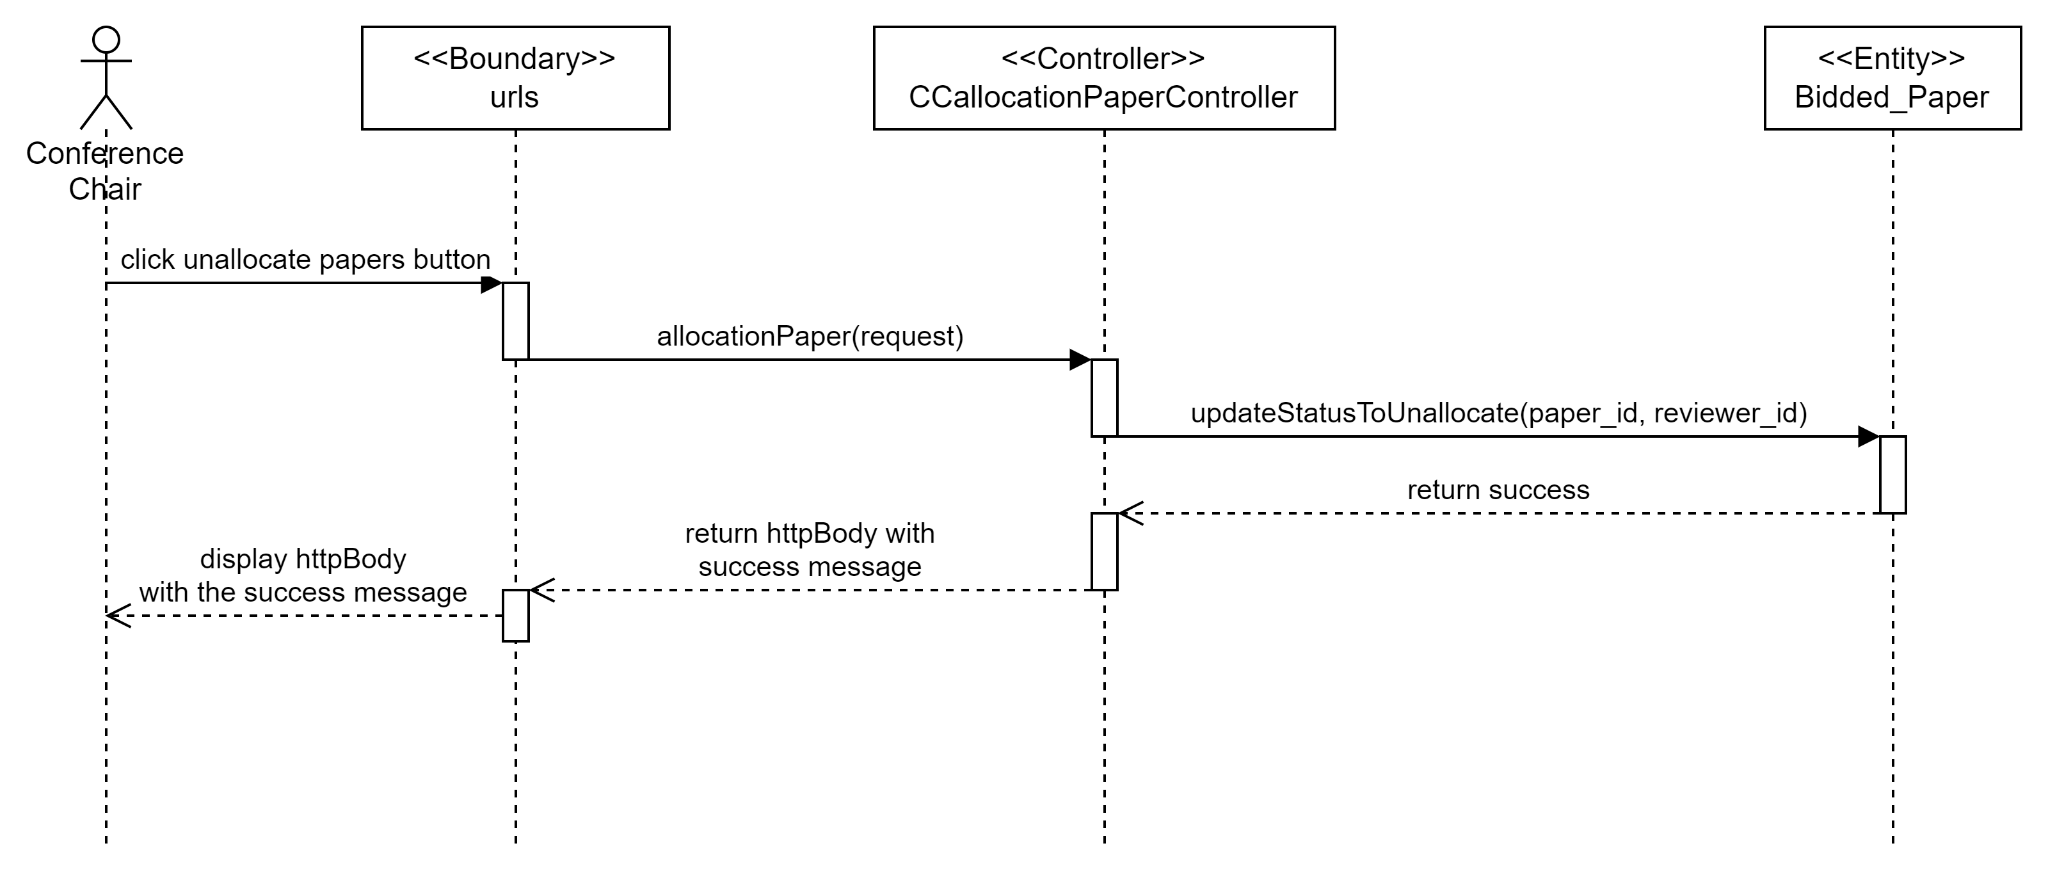 <<Boundary>>
urls
<<Controller>>
CCallocationPaperController
<<Entity>>
Bidded_Paper
Conference
Chair
click unallocate papers button
allocationPaper(request)
updateStatusToUnallocate(paper_id, reviewer_id)
return success
return httpBody with
success message
display httpBody
with the success message